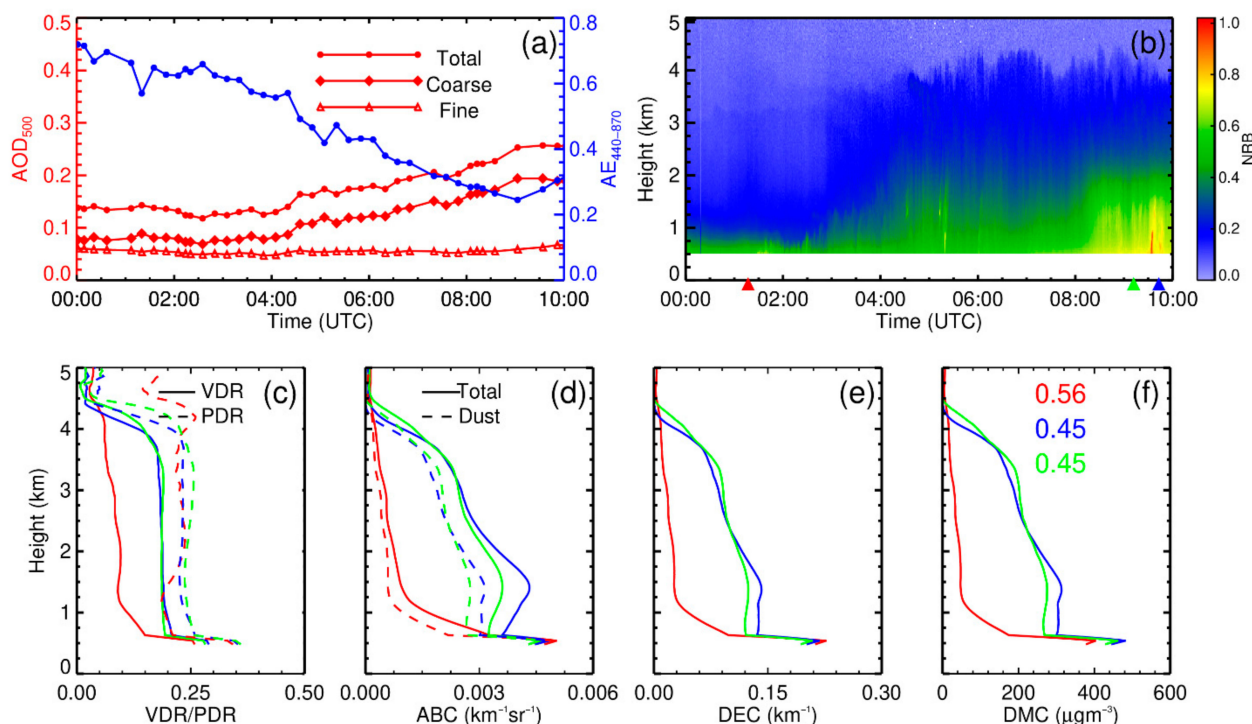 0.5
0.4
0.3
0.2
0.1
0.0
AOD500
(a)
Total
Coarse
Fine
0.8
0.6
0.4
0.2
0.0
AE440–870
00:00 02:00 04:00 06:00 08:00 10:00
Time (UTC)
5
4
3
2
1
0
Height (km)
(b)
00:00 02:00 04:00 06:00 08:00 10:00
Time (UTC)
1.0
0.8
0.6
0.4
0.2
0.00
NRB
5
4
3
2
1
0
Height (km)
(c)
VDR
PDR
0.00 0.25 0.50
VDR/PDR
(d)
Total
Dust
0.000 0.003 0.006
ABC (km⁻¹sr⁻¹)
(e)
0.00 0.15 0.30
DEC (km⁻¹)
(f)
0.56
0.45
0.45
0 200 400 600
DMC (μgm⁻³)